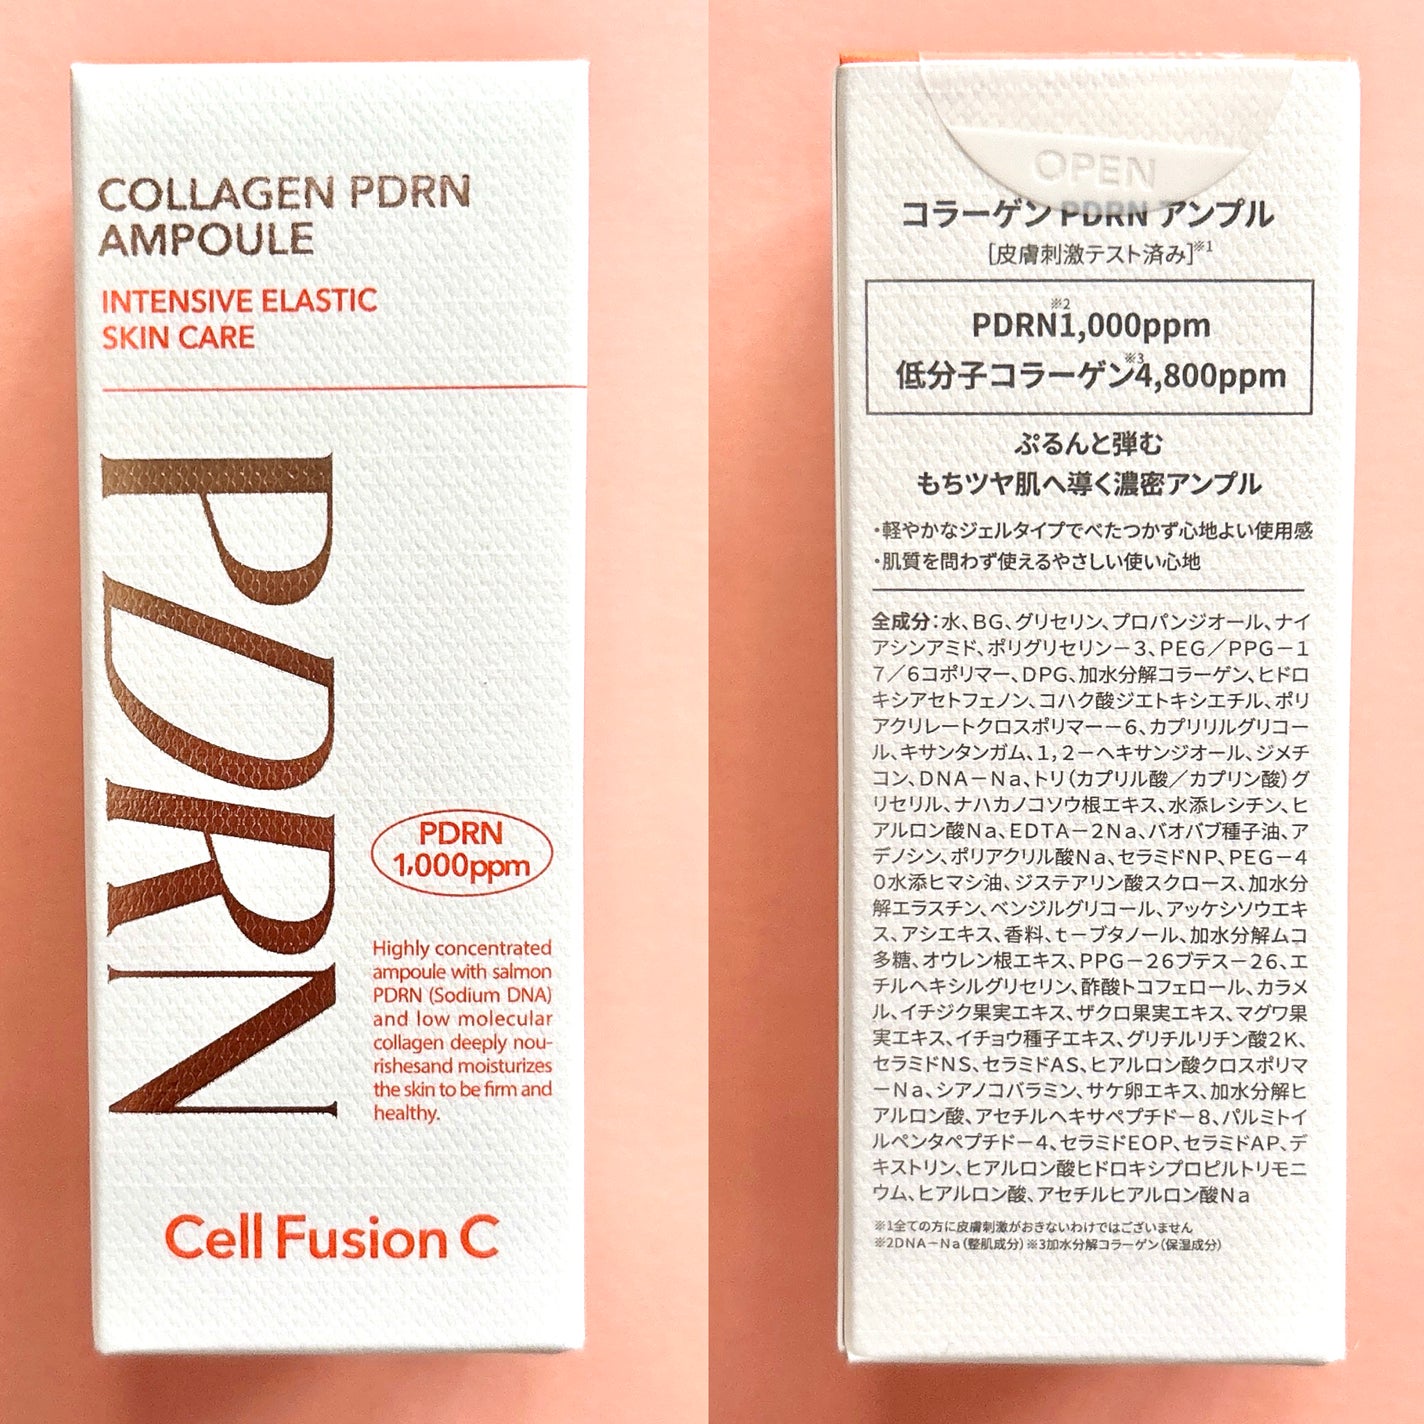 COLLAGEN PDRN
AMPOULE
INTENSIVE ELASTIC
SKIN CARE
PDRN
PDRN
1,000ppm
Highly concentrated
ampoule with salmon
PDRN (Sodium DNA)
and low molecular
collagen deeply nou-
rishesand moisturizes
the skin to be firm and
healthy.
Cell Fusion C
OPEN
コラーゲン PDRN アンプル
[皮膚刺激テスト済み]※1
PDRN※21,000ppm
低分子コラーゲン※34,800ppm
ぷるんと弾む
もちツヤ肌へ導く濃密アンプル
・軽やかなジェルタイプでべたつかず心地よい使用感
・肌質を問わず使えるやさしい使い心地
全成分：水、BG、グリセリン、プロパンジオール、ナイ
アシンアミド、ポリグリセリン－3、PEG／PPG－1
7／6コポリマー、DPG、加水分解コラーゲン、ヒドロ
キシアセトフェノン、コハク酸ジエトキシエチル、ポリ
アクリレートクロスポリマー－6、カプリリルグリコー
ル、キサンタンガム、1，2－ヘキサンジオール、ジメチ
コン、DNA－Na、トリ（カプリル酸／カプリン酸）グ
リセリル、ナハカノコソウ根エキス、水添レシチン、ヒ
アルロン酸Na、EDTA－2Na、バオバブ種子油、ア
デノシン、ポリアクリル酸Na、セラミドNP、PEG－4
0水添ヒマシ油、ジステアリン酸スクロース、加水分
解エラスチン、ベンジルグリコール、アッケシソウエキ
ス、アシエキス、香料、t－ブタノール、加水分解ムコ
多糖、オウレン根エキス、PPG－26ブテス－26、エ
チルヘキシルグリセリン、酢酸トコフェロール、カラメ
ル、イチジク果実エキス、ザクロ果実エキス、マグワ果
実エキス、イチョウ種子エキス、グリチルリチン酸2K、
セラミドNS、セラミドAS、ヒアルロン酸クロスポリマ
ーNa、シアノコバラミン、サケ卵エキス、加水分解ヒ
アルロン酸、アセチルヘキサペプチド－8、パルミトイ
ルペンタペプチド－4、セラミドEOP、セラミドAP、デ
キストリン、ヒアルロン酸ヒドロキシプロピルトリモニ
ウム、ヒアルロン酸、アセチルヒアルロン酸Na
※1全ての方に皮膚刺激がおきないわけではございません
※2DNA－Na（整肌成分）※3加水分解コラーゲン（保湿成分）